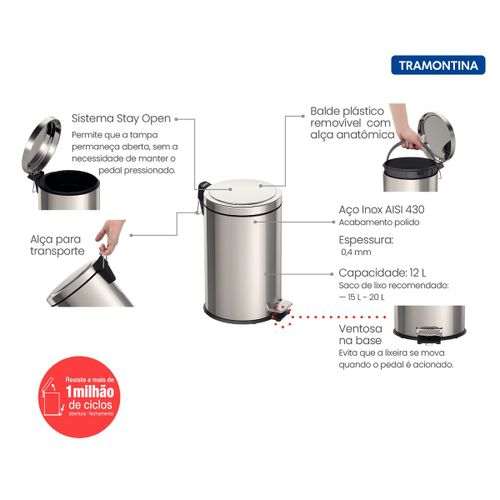 TRAMONTINA
Sistema Stay Open
Permite que a tampa
permaneça aberta, sem a
necessidade de manter o
pedal pressionado.
Balde plástico
removível com
alça anatômica
Alça para
transporte
Aço Inox AISI 430
Acabamento polido
Espessura:
0,4 mm
Capacidade: 12 L
Saco de lixo recomendado:
— 15 L - 20 L
Ventosa
na base
Evita que a lixeira se mova
quando o pedal é acionado.
Resiste a mais de
1 milhão
de ciclos
abertura · fechamento